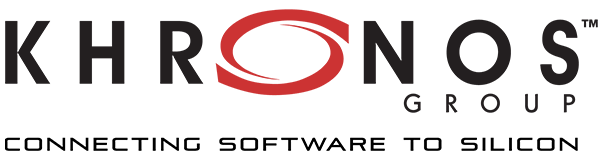 KHRONOS™
GROUP
CONNECTING SOFTWARE TO SILICON